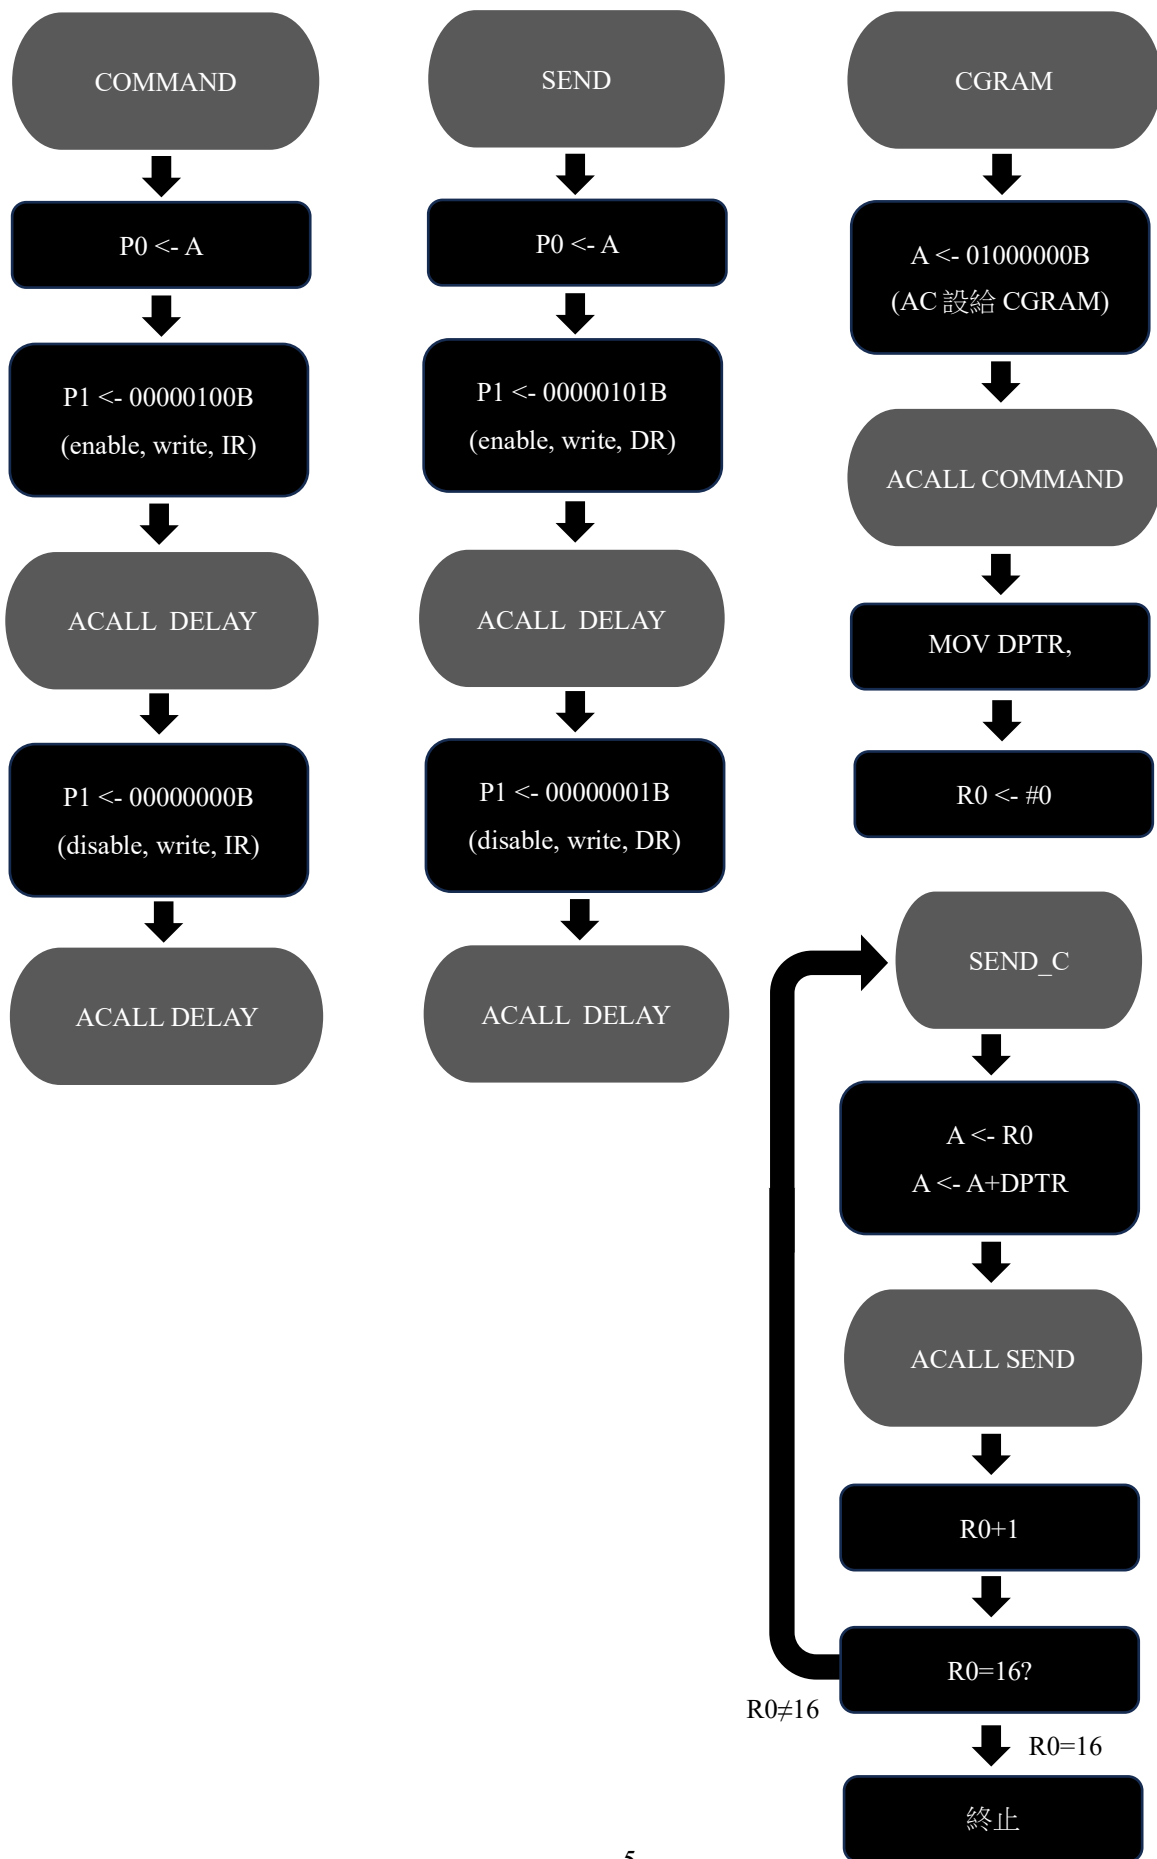 COMMAND
P0 <- A
P1 <- 00000100B
(enable, write, IR)
ACALL  DELAY
P1 <- 00000000B
(disable, write, IR)
ACALL DELAY
SEND
P0 <- A
P1 <- 00000101B
(enable, write, DR)
ACALL  DELAY
P1 <- 00000001B
(disable, write, DR)
ACALL  DELAY
CGRAM
A <- 01000000B
(AC 設給 CGRAM)
ACALL COMMAND
MOV DPTR,
R0 <- #0
SEND_C
A <- R0
A <- A+DPTR
ACALL SEND
R0+1
R0=16?
R0≠16
R0=16
終止
5